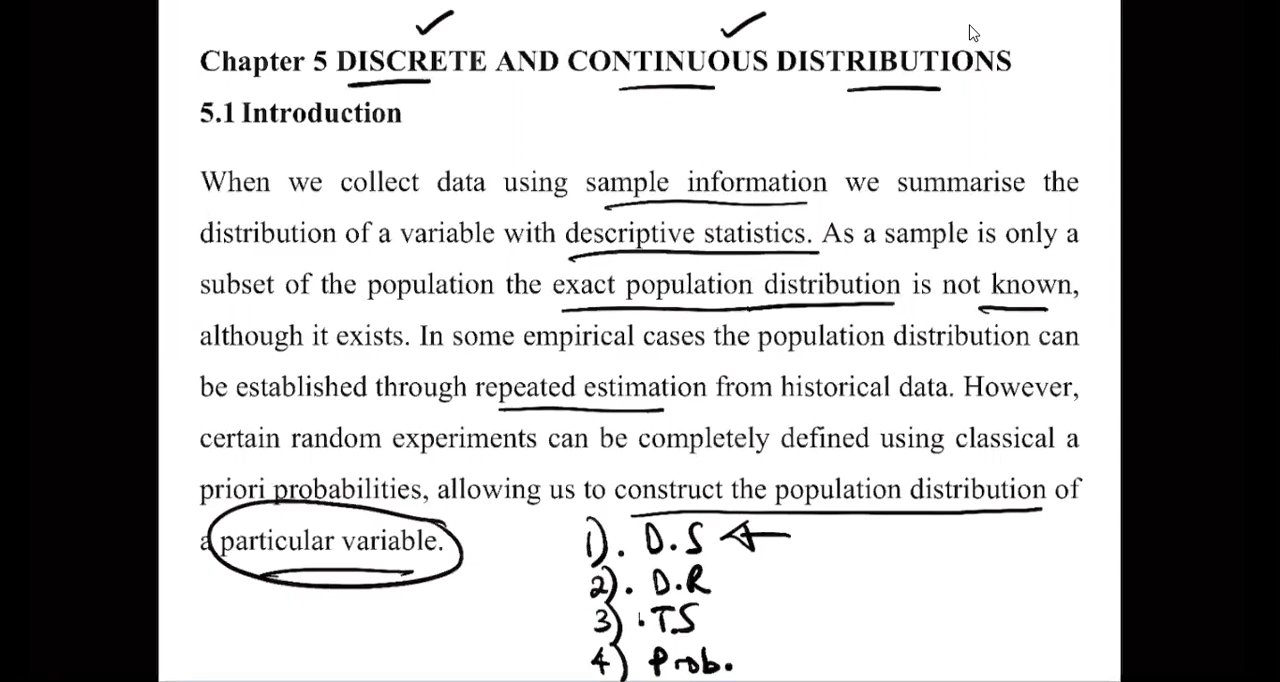 Chapter 5 DISCRETE AND CONTINUOUS DISTRIBUTIONS
5.1 Introduction
When we collect data using sample information we summarise the
distribution of a variable with descriptive statistics. As a sample is only a
subset of the population the exact population distribution is not known,
although it exists. In some empirical cases the population distribution can
be established through repeated estimation from historical data. However,
certain random experiments can be completely defined using classical a
priori probabilities, allowing us to construct the population distribution of
a particular variable.
1). D.S
2). D.R
3) .T.S
4) Prob.